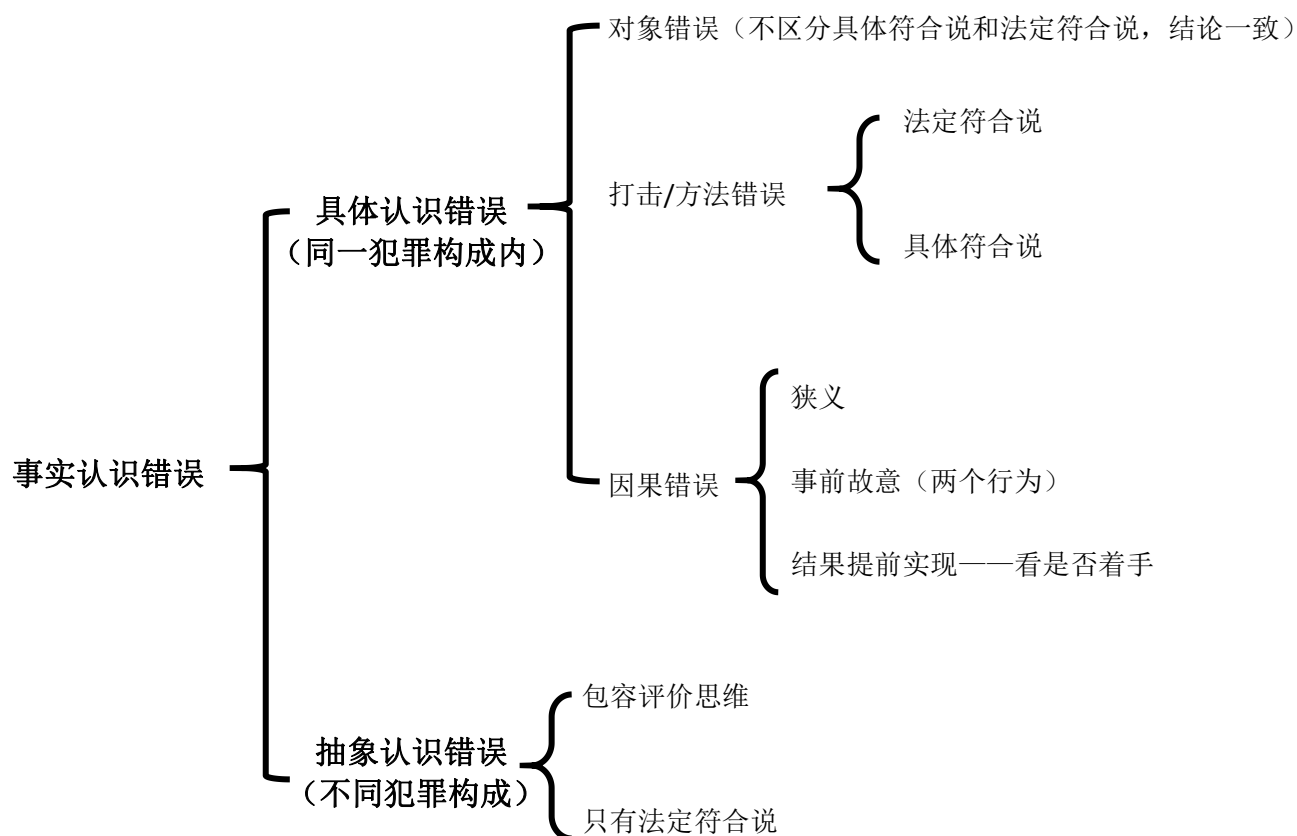 对象错误（不区分具体符合说和法定符合说，结论一致）
法定符合说
打击/方法错误
具体符合说
具体认识错误
（同一犯罪构成内）
狭义
事实认识错误
因果错误
事前故意（两个行为）
结果提前实现——看是否着手
包容评价思维
抽象认识错误
（不同犯罪构成）
只有法定符合说